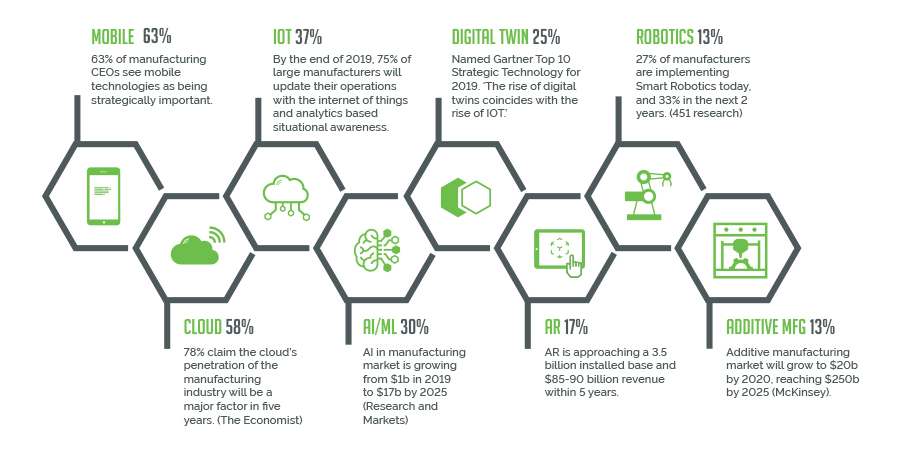 MOBILE 63%
63% of manufacturing
CEOs see mobile
technologies as being
strategically important.
IOT 37%
By the end of 2019, 75% of
large manufacturers will
update their operations
with the internet of things
and analytics based
situational awareness.
DIGITAL TWIN 25%
Named Gartner Top 10
Strategic Technology for
2019. ‘The rise of digital
twins coincides with the
rise of IOT.’
ROBOTICS 13%
27% of manufacturers
are implementing
Smart Robotics today,
and 33% in the next 2
years. (451 research)
CLOUD 58%
78% claim the cloud's
penetration of the
manufacturing
industry will be a
major factor in five
years. (The Economist)
AI/ML 30%
AI in manufacturing
market is growing
from $1b in 2019
to $17b by 2025
(Research and
Markets)
AR 17%
AR is approaching a 3.5
billion installed base and
$85-90 billion revenue
within 5 years.
ADDITIVE MFG 13%
Additive manufacturing
market will grow to $20b
by 2020, reaching $250b
by 2025 (McKinsey).